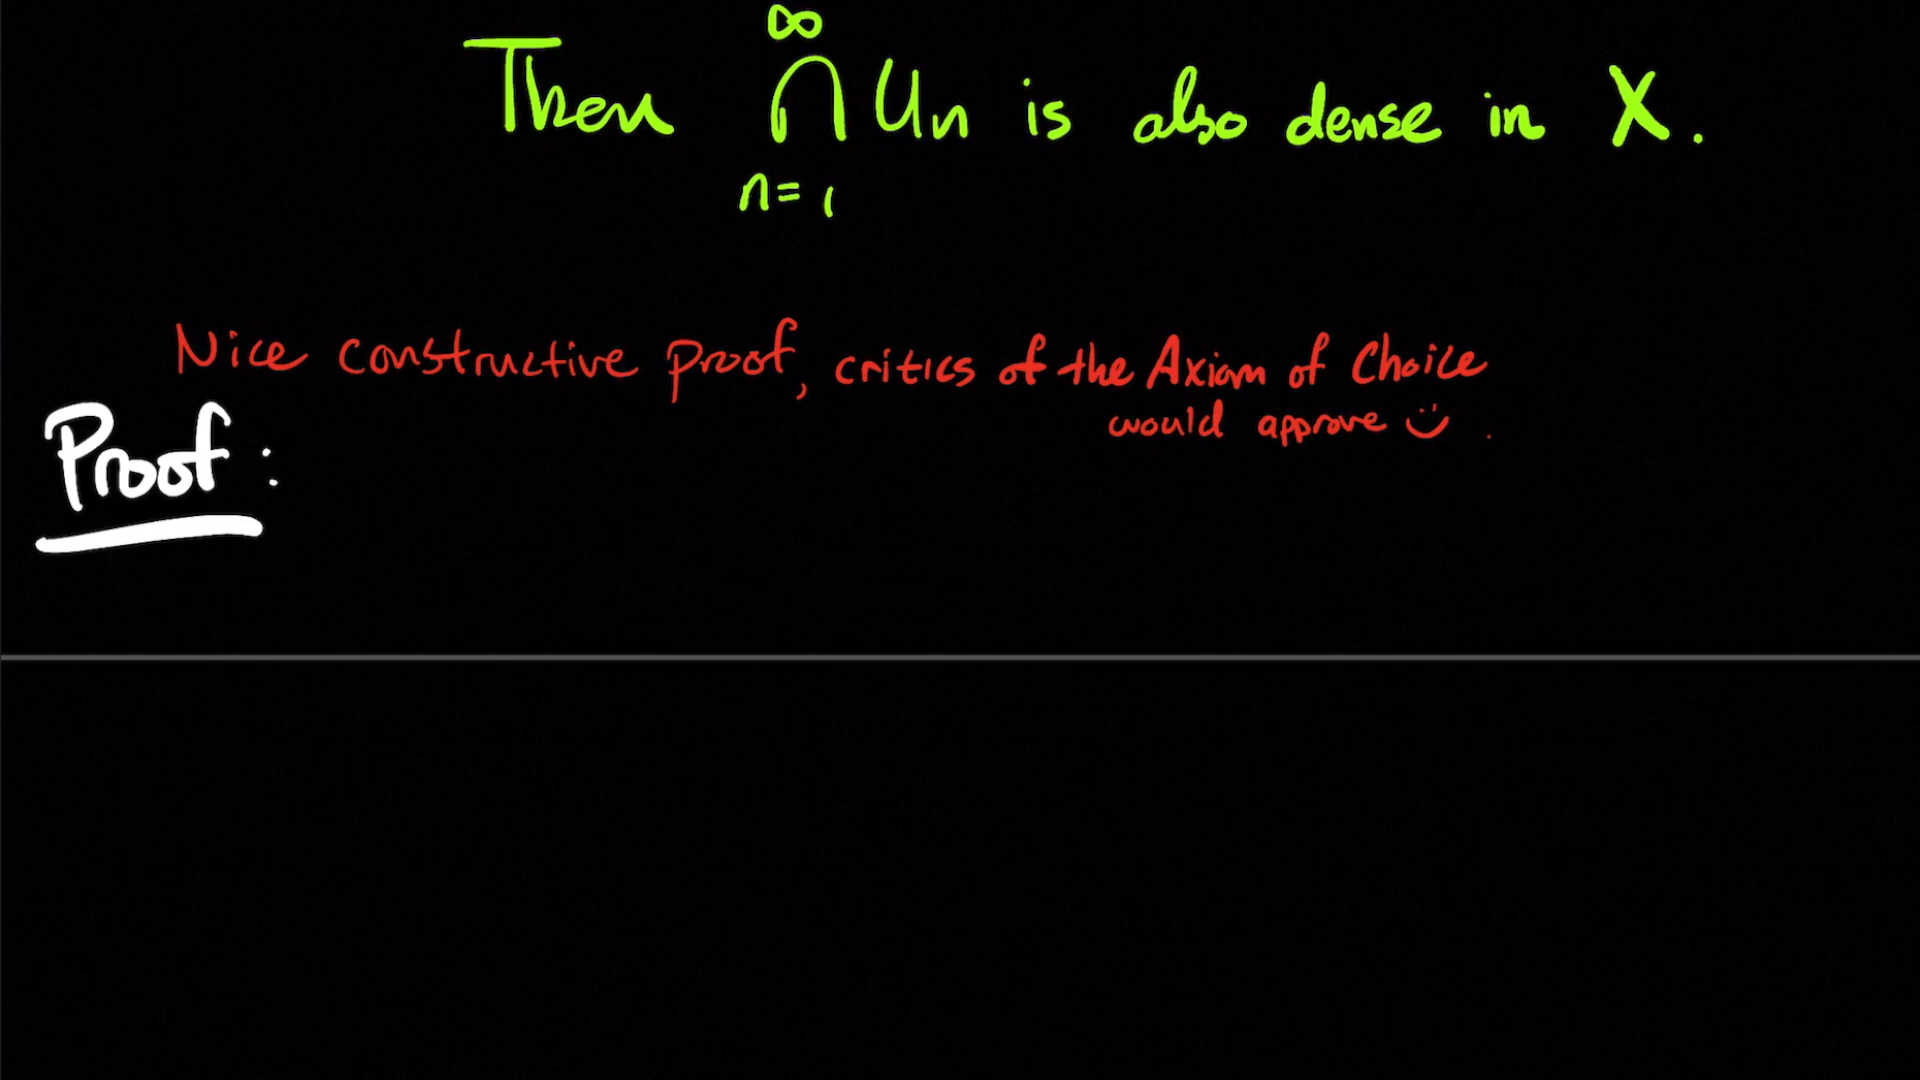 ∞
Then ∩ Un is also dense in X.
n=1
Nice constructive proof, critics of the Axiom of Choice
would approve :) .
Proof: